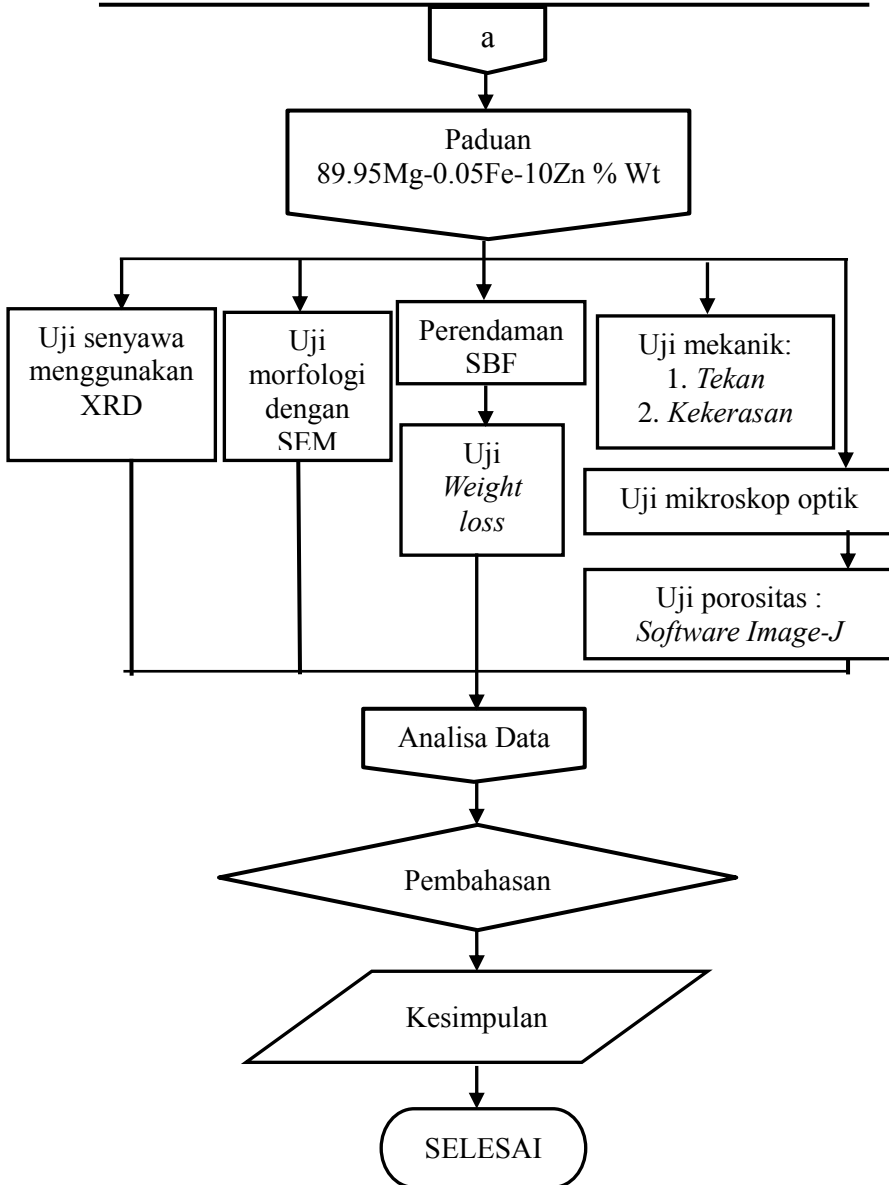 a
Paduan
89.95Mg-0.05Fe-10Zn % Wt
Uji senyawa
menggunakan
XRD
Uji
morfologi
dengan
SEM
Perendaman
SBF
Uji
Weight
loss
Uji mekanik:
1. Tekan
2. Kekerasan
Uji mikroskop optik
Uji porositas :
Software Image-J
Analisa Data
Pembahasan
Kesimpulan
SELESAI